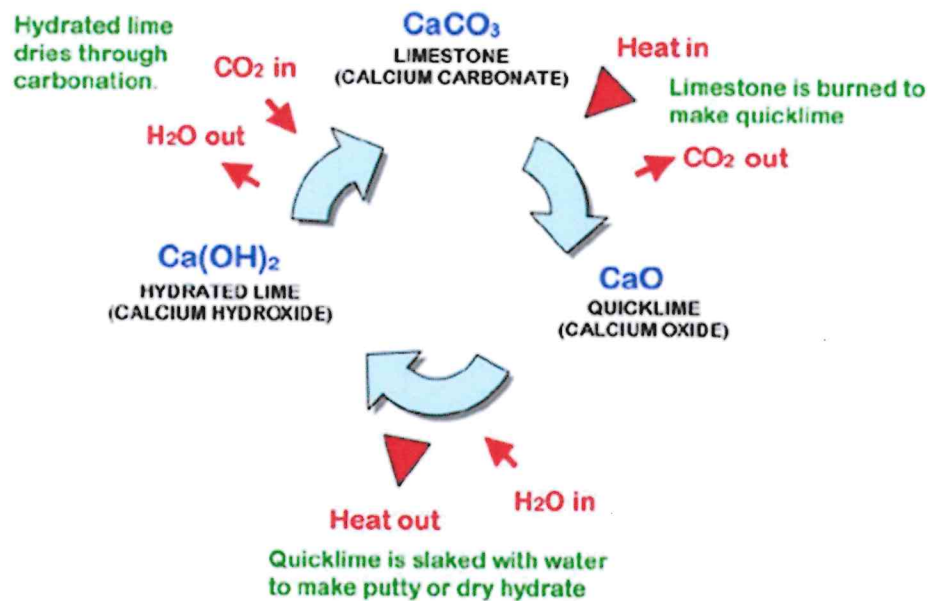 Hydrated lime
dries through
carbonation.
CO₂ in
H₂O out
CaCO₃
LIMESTONE
(CALCIUM CARBONATE)
Heat in
Limestone is burned to
make quicklime
CO₂ out
Ca(OH)₂
HYDRATED LIME
(CALCIUM HYDROXIDE)
CaO
QUICKLIME
(CALCIUM OXIDE)
Heat out
H₂O in
Quicklime is slaked with water
to make putty or dry hydrate